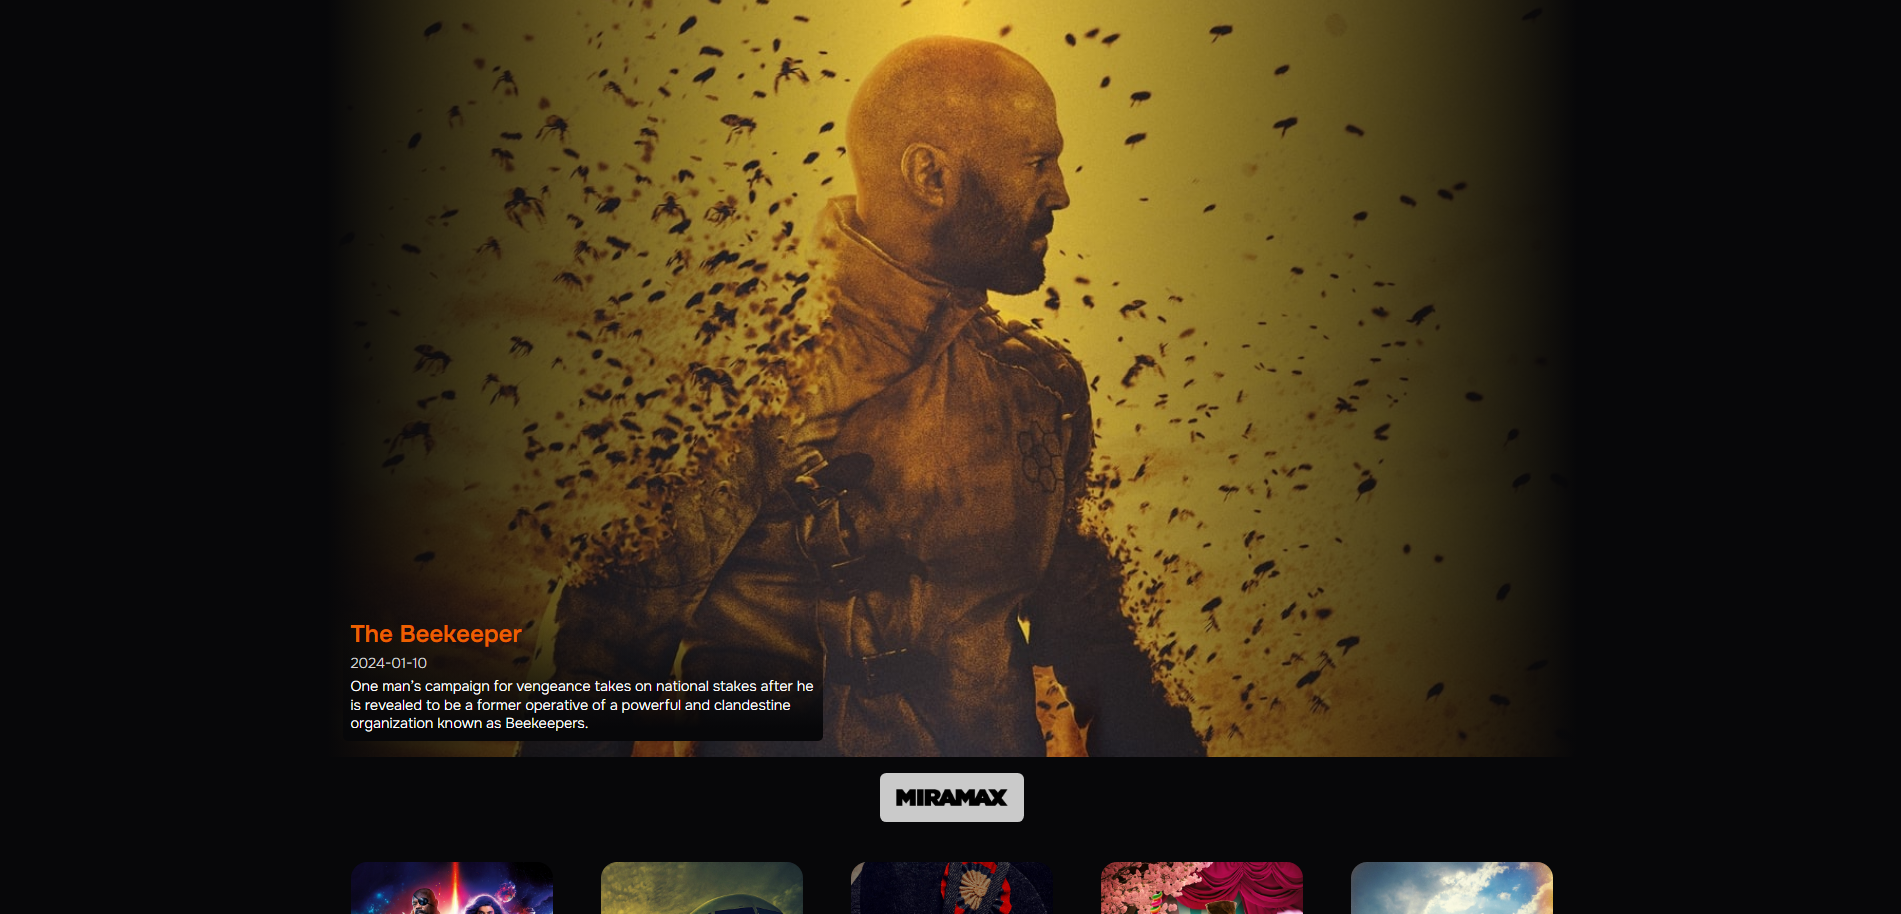 The Beekeeper
2024-01-10
One man’s campaign for vengeance takes on national stakes after he
is revealed to be a former operative of a powerful and clandestine
organization known as Beekeepers.
MIRAMAX